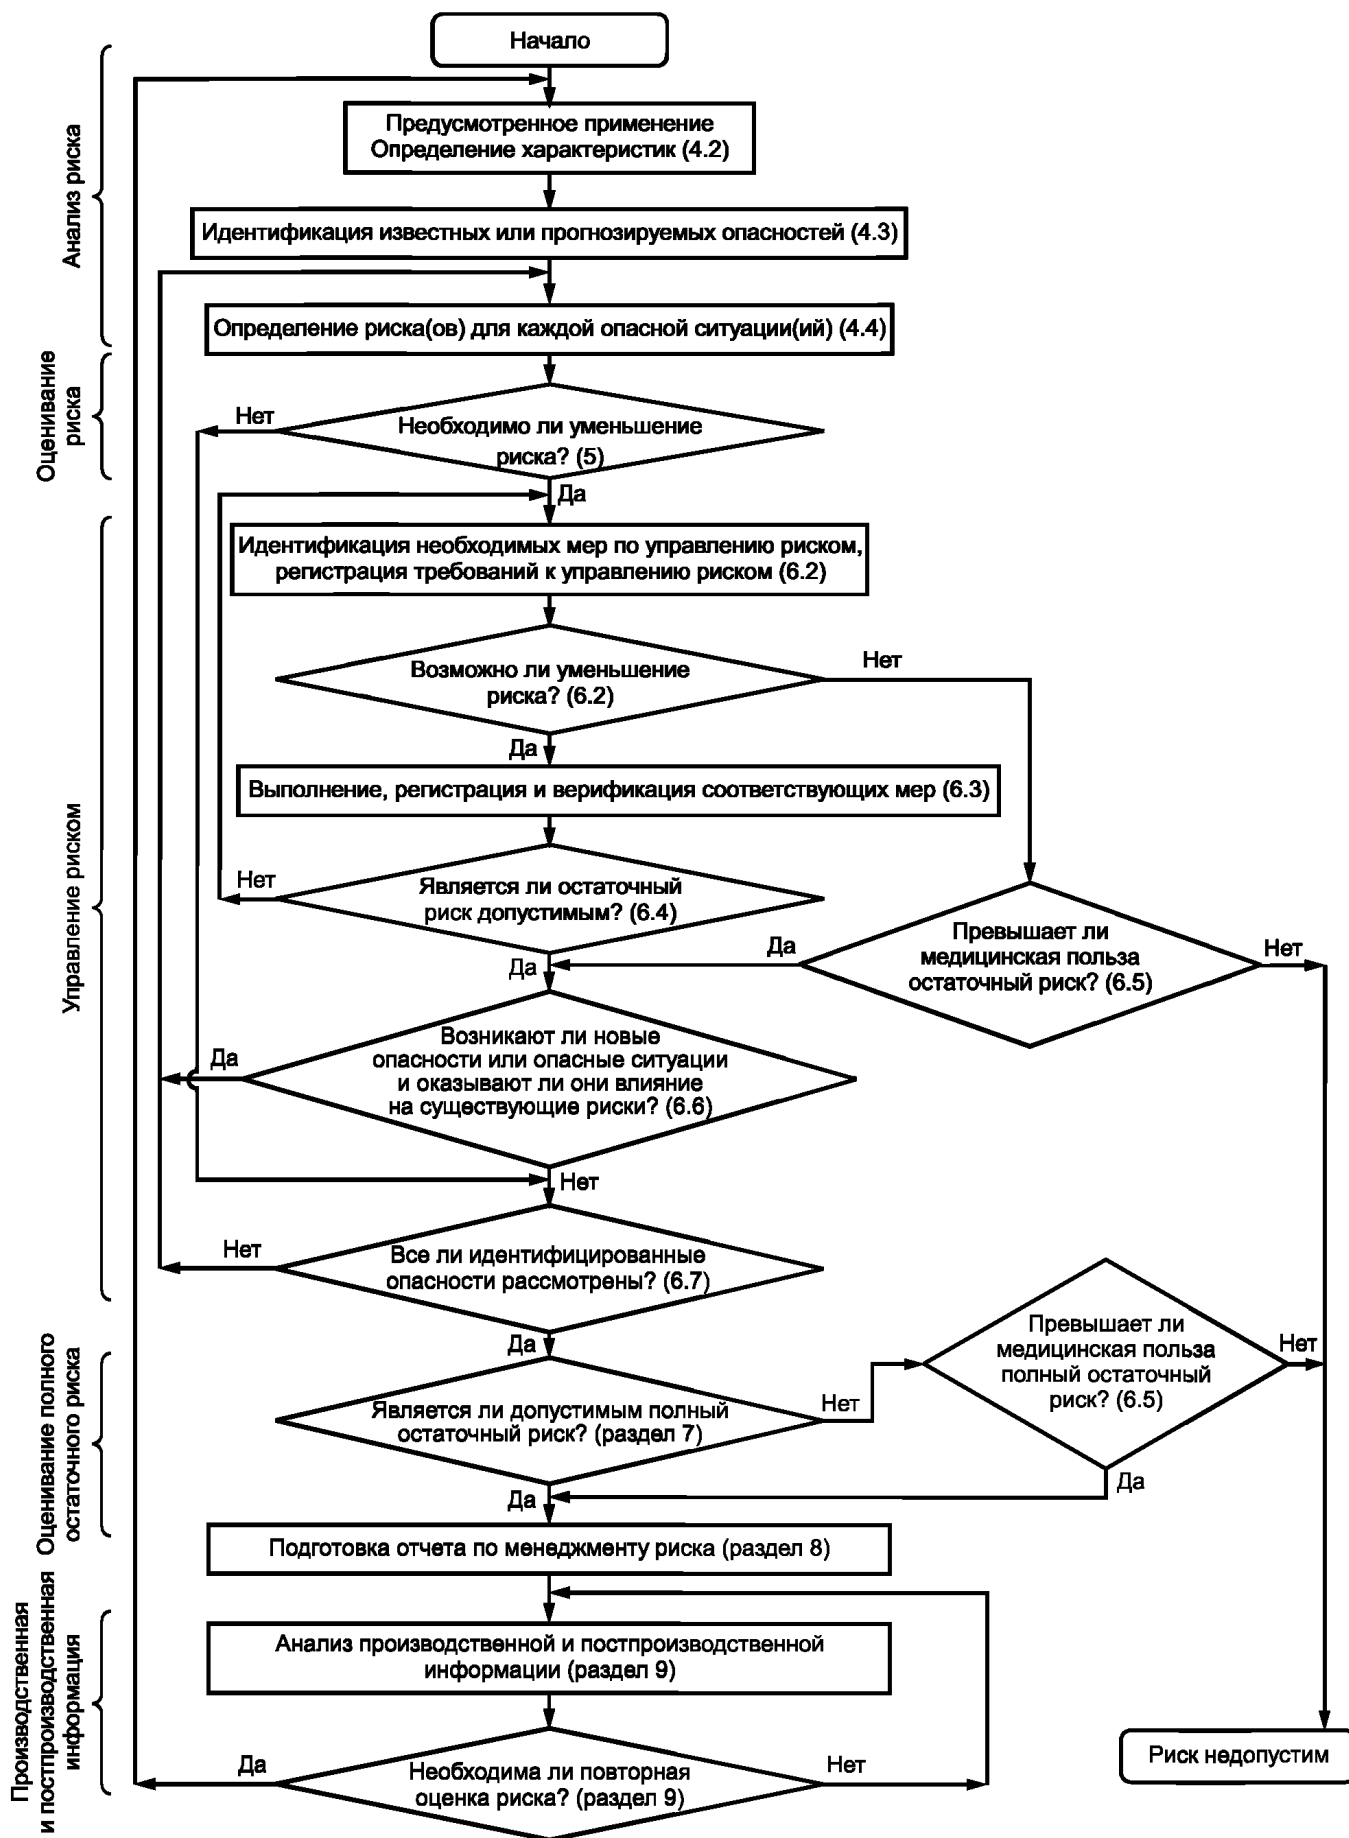 Начало
Предусмотренное применение
Определение характеристик (4.2)
Анализ риска
Идентификация известных или прогнозируемых опасностей (4.3)
Определение риска(ов) для каждой опасной ситуации(ий) (4.4)
Оценивание
риска
Нет
Необходимо ли уменьшение
риска? (5)
Да
Идентификация необходимых мер по управлению риском,
регистрация требований к управлению риском (6.2)
Возможно ли уменьшение
риска? (6.2)
Нет
Да
Выполнение, регистрация и верификация соответствующих мер (6.3)
Управление риском
Нет
Является ли остаточный
риск допустимым? (6.4)
Да
Да
Превышает ли
медицинская польза
остаточный риск? (6.5)
Нет
Да
Возникают ли новые
опасности или опасные ситуации
и оказывают ли они влияние
на существующие риски? (6.6)
Нет
Нет
Все ли идентифицированные
опасности рассмотрены? (6.7)
Да
Оценивание полного
остаточного риска
Является ли допустимым полный
остаточный риск? (раздел 7)
Нет
Превышает ли
медицинская польза
полный остаточный
риск? (6.5)
Нет
Да
Да
Подготовка отчета по менеджменту риска (раздел 8)
Производственная
и постпроизводственная
информация
Анализ производственной и постпроизводственной
информации (раздел 9)
Да
Необходима ли повторная
оценка риска? (раздел 9)
Нет
Риск недопустим